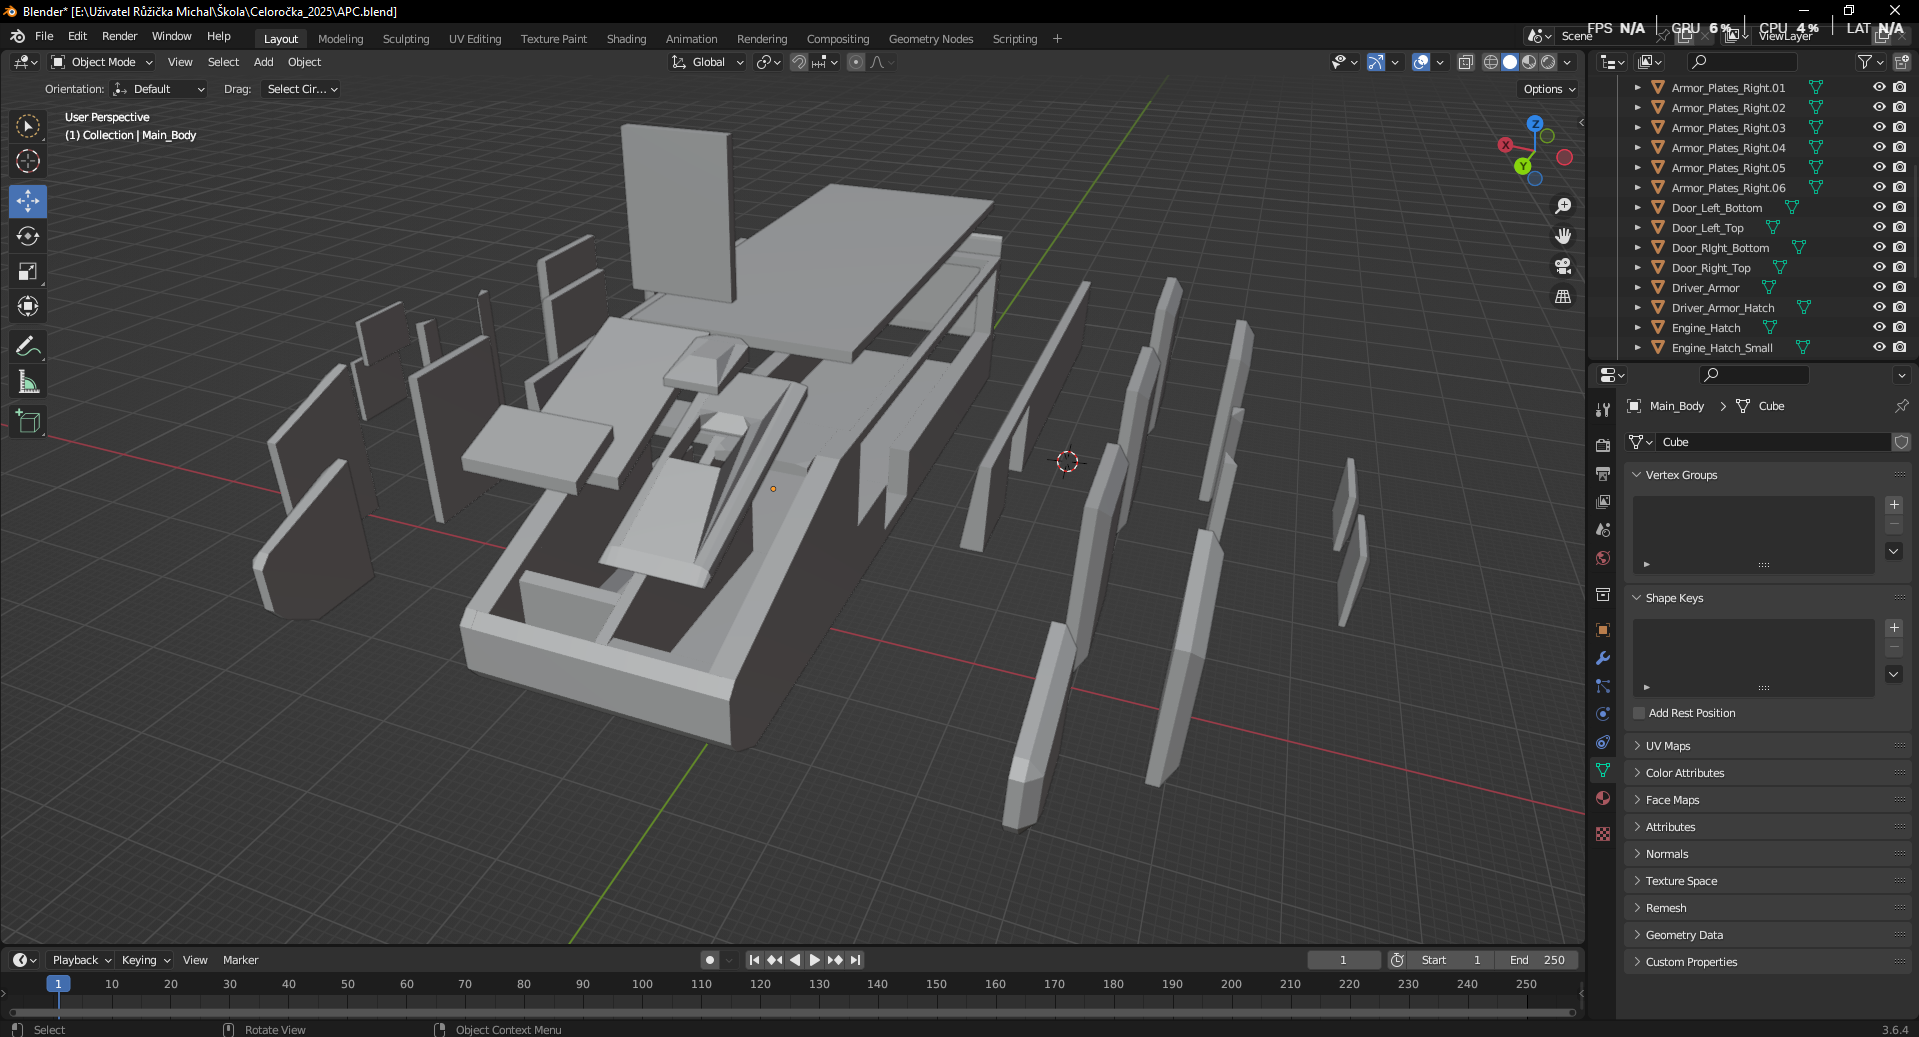 Blender* [E:\Uživatel Růžička Michal\Škola\Celoročka_2025\APC.blend]
File Edit Render Window Help Layout Modeling Sculpting UV Editing Texture Paint Shading Animation Rendering Compositing Geometry Nodes Scripting + Scene ViewLayer
FPS N/A GPU 6 % CPU 4 % LAT N/A
Object Mode View Select Add Object Global
Orientation: Default Drag: Select Cir... Options
User Perspective
(1) Collection | Main_Body
X
Y
Z
Armor_Plates_Right.01
Armor_Plates_Right.02
Armor_Plates_Right.03
Armor_Plates_Right.04
Armor_Plates_Right.05
Armor_Plates_Right.06
Door_Left_Bottom
Door_Left_Top
Door_RIght_Bottom
Door_Right_Top
Driver_Armor
Driver_Armor_Hatch
Engine_Hatch
Engine_Hatch_Small
Main_Body > Cube
Cube
Vertex Groups
Shape Keys
Add Rest Position
UV Maps
Color Attributes
Face Maps
Attributes
Normals
Texture Space
Remesh
Geometry Data
Custom Properties
Playback Keying View Marker 1 Start 1 End 250
1 10 20 30 40 50 60 70 80 90 100 110 120 130 140 150 160 170 180 190 200 210 220 230 240 250
Select Rotate View Object Context Menu 3.6.4